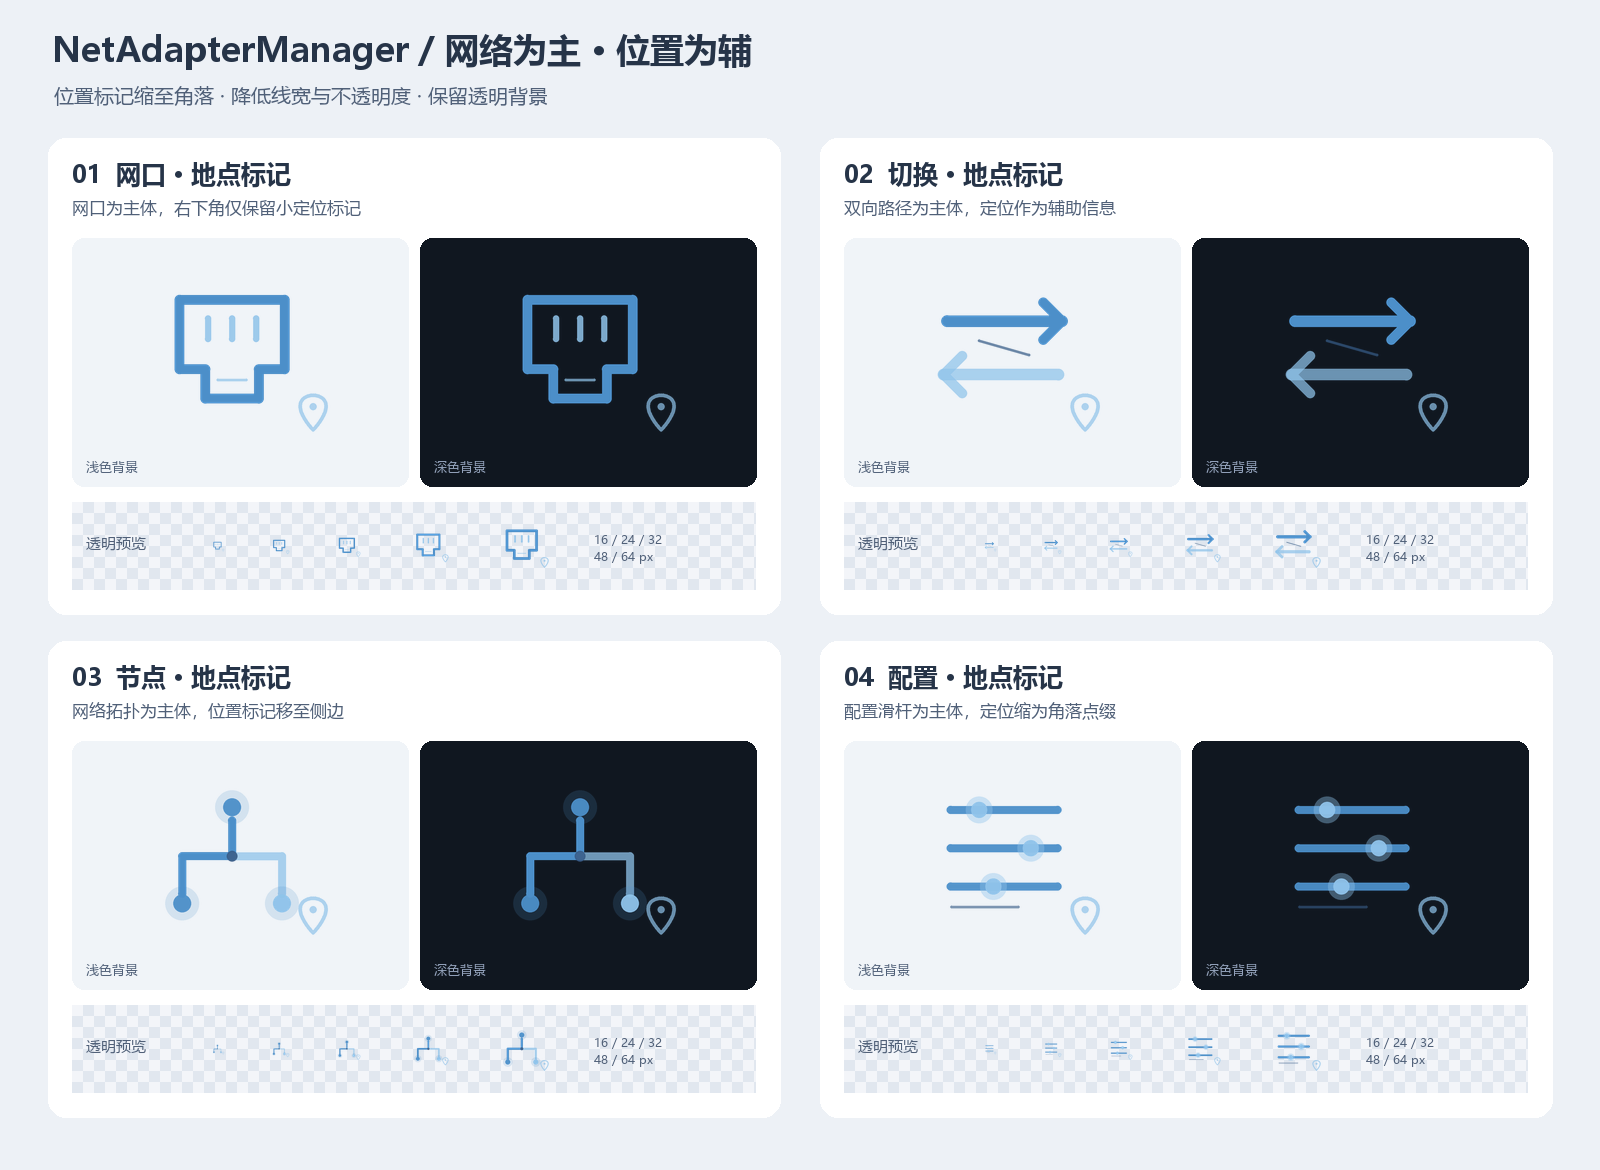 NetAdapterManager / 网络为主 • 位置为辅
位置标记缩至角落 · 降低线宽与不透明度 · 保留透明背景
01 网口 • 地点标记
网口为主体，右下角仅保留小定位标记
浅色背景
深色背景
透明预览
16 / 24 / 32
48 / 64 px
02 切换 • 地点标记
双向路径为主体，定位作为辅助信息
浅色背景
深色背景
透明预览
16 / 24 / 32
48 / 64 px
03 节点 • 地点标记
网络拓扑为主体，位置标记移至侧边
浅色背景
深色背景
透明预览
16 / 24 / 32
48 / 64 px
04 配置 • 地点标记
配置滑杆为主体，定位缩为角落点缀
浅色背景
深色背景
透明预览
16 / 24 / 32
48 / 64 px